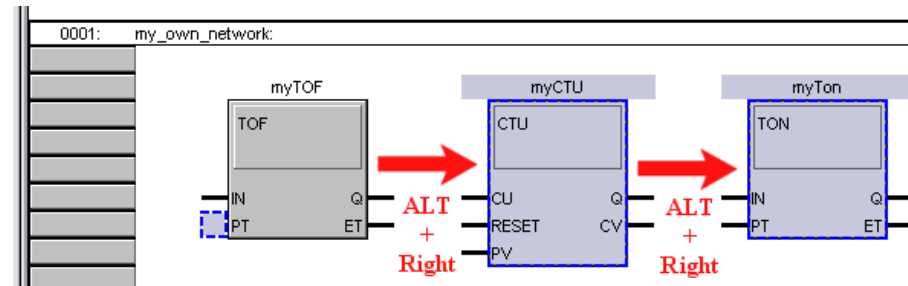 0001: my_own_network:
myTOF myCTU myTon
TOF CTU TON
IN Q CU Q IN Q
PT ET RESET CV PT ET
PV
ALT
+
Right
ALT
+
Right